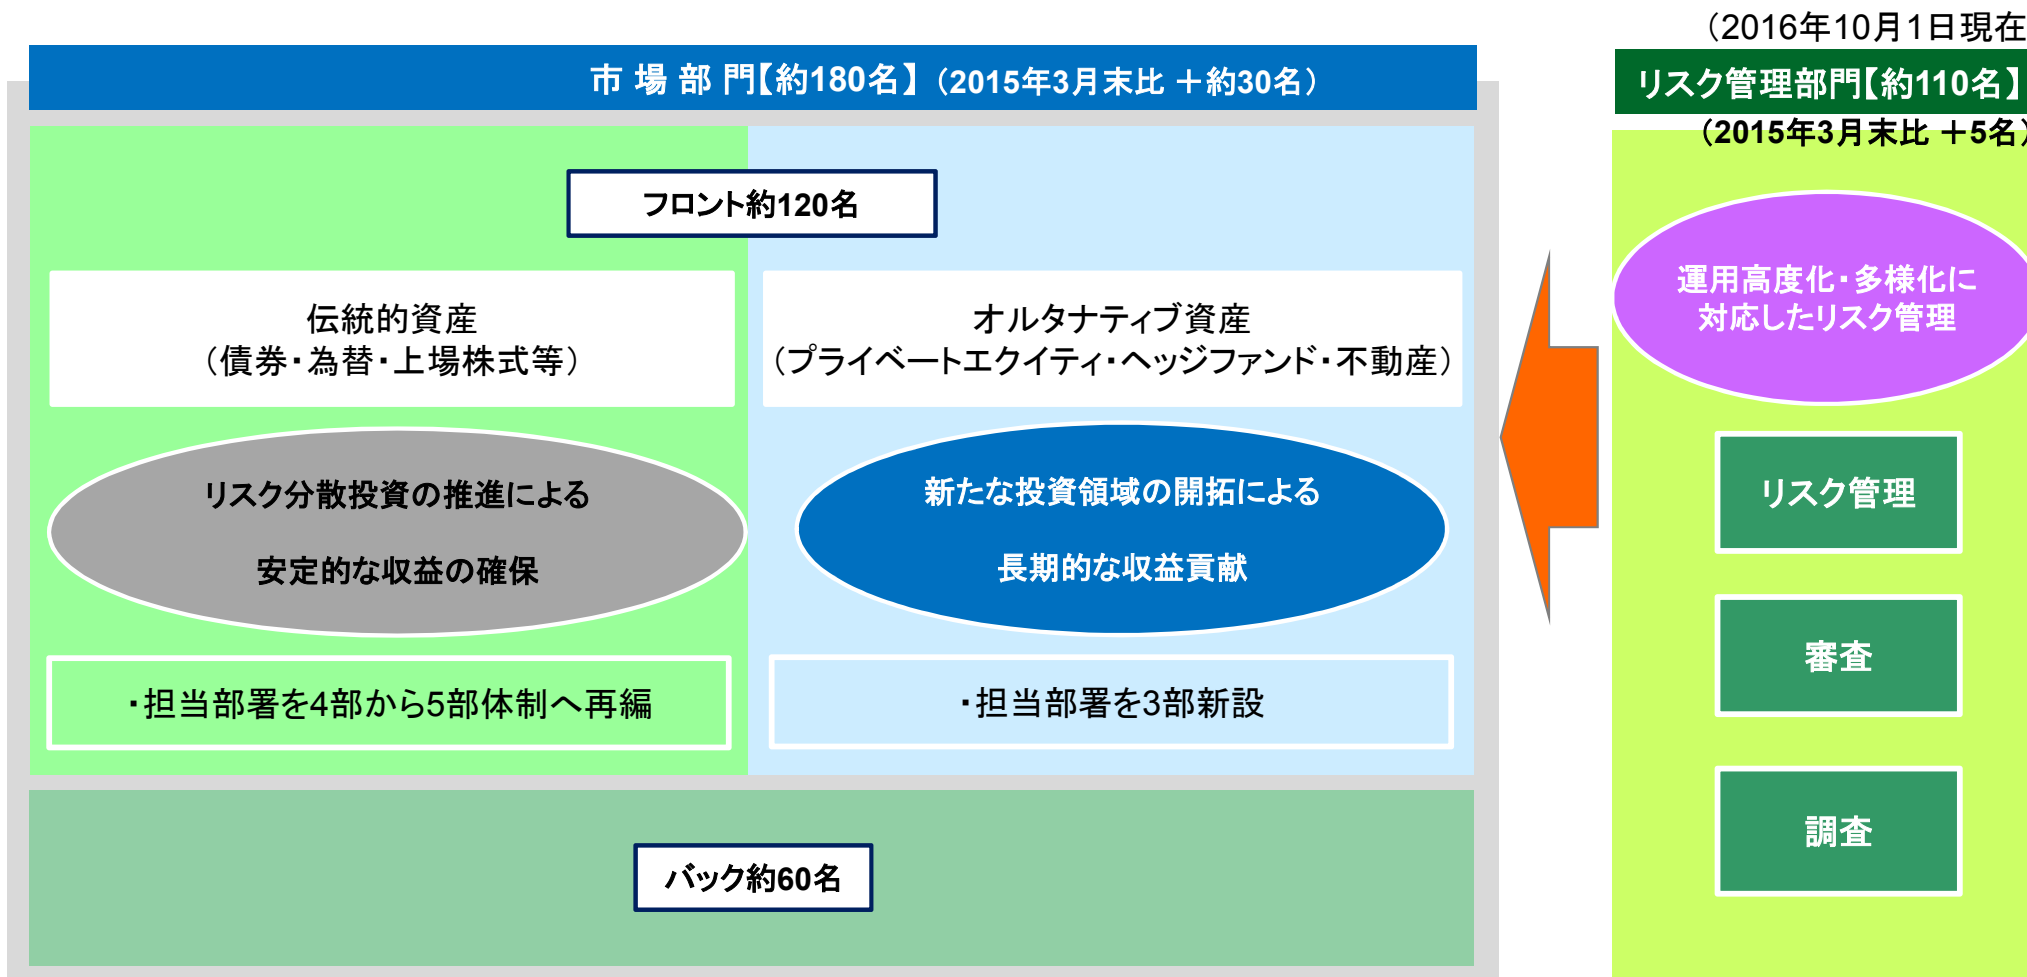 （2016年10月1日現在
市 場 部 門【約180名】（2015年3月末比 ＋約30名）
リスク管理部門【約110名】
（2015年3月末比 ＋5名）
フロント約120名
伝統的資産
（債券・為替・上場株式等）
オルタナティブ資産
（プライベートエクイティ・ヘッジファンド・不動産）
リスク分散投資の推進による
安定的な収益の確保
新たな投資領域の開拓による
長期的な収益貢献
・担当部署を4部から5部体制へ再編
・担当部署を3部新設
バック約60名
運用高度化・多様化に
対応したリスク管理
リスク管理
審査
調査